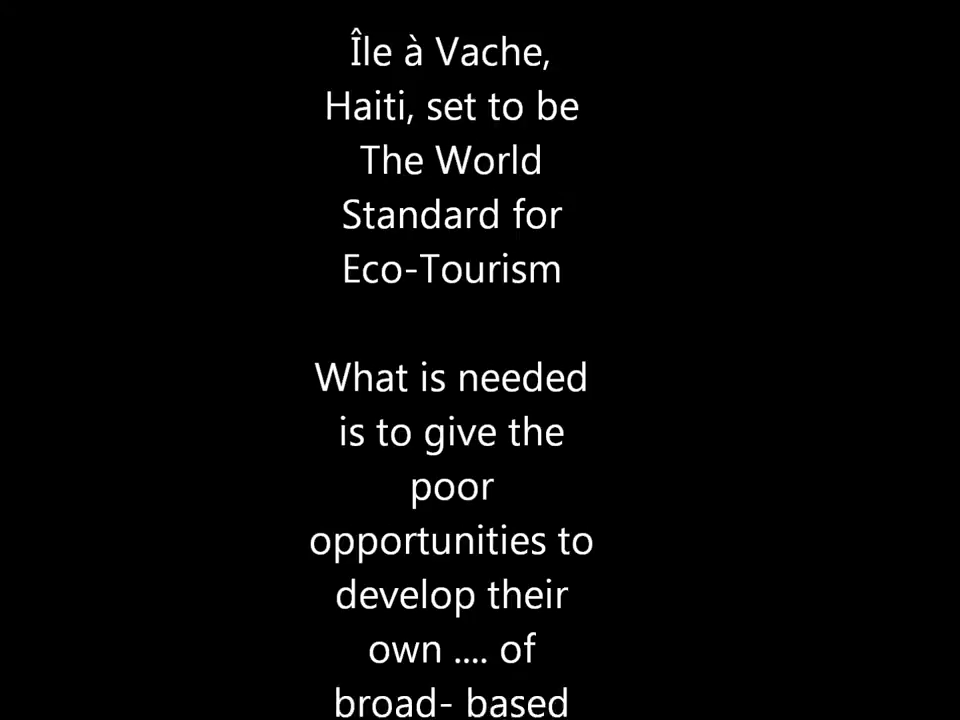 Île à Vache,
Haiti, set to be
The World
Standard for
Eco-Tourism
What is needed
is to give the
poor
opportunities to
develop their
own .... of
broad- based